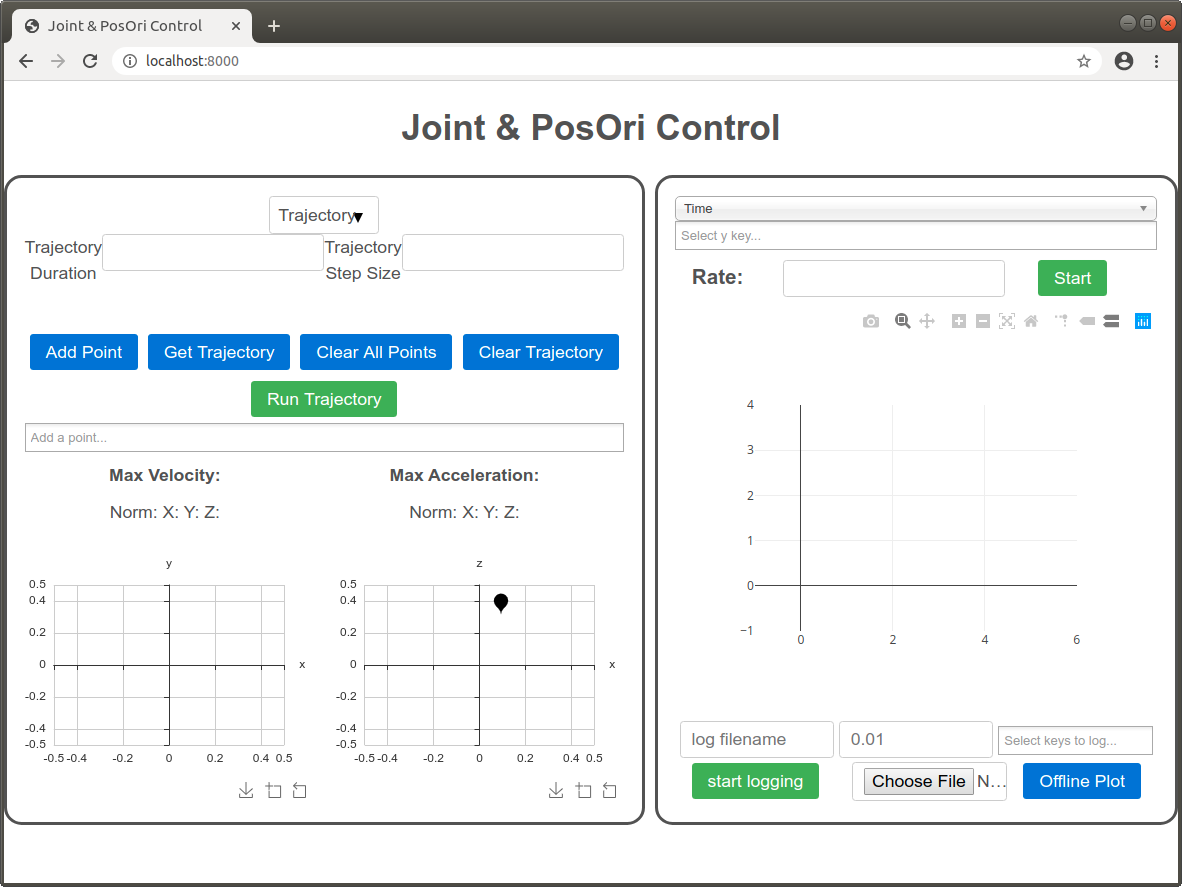 Joint & PosOri Control
localhost:8000
Joint & PosOri Control
Trajectory
Trajectory Duration
Trajectory Step Size
Add Point
Get Trajectory
Clear All Points
Clear Trajectory
Run Trajectory
Add a point...
Max Velocity:
Max Acceleration:
Norm: X: Y: Z:
Norm: X: Y: Z:
y
0.5
0.4
0.2
0
-0.2
-0.4
-0.5
-0.5 -0.4 -0.2 0 0.2 0.4 0.5
x
z
0.5
0.4
0.2
0
-0.2
-0.4
-0.5
-0.5 -0.4 -0.2 0 0.2 0.4 0.5
x
Time
Select y key...
Rate:
Start
4
3
2
1
0
−1
0 2 4 6
log filename
0.01
Select keys to log...
start logging
Choose File N...
Offline Plot